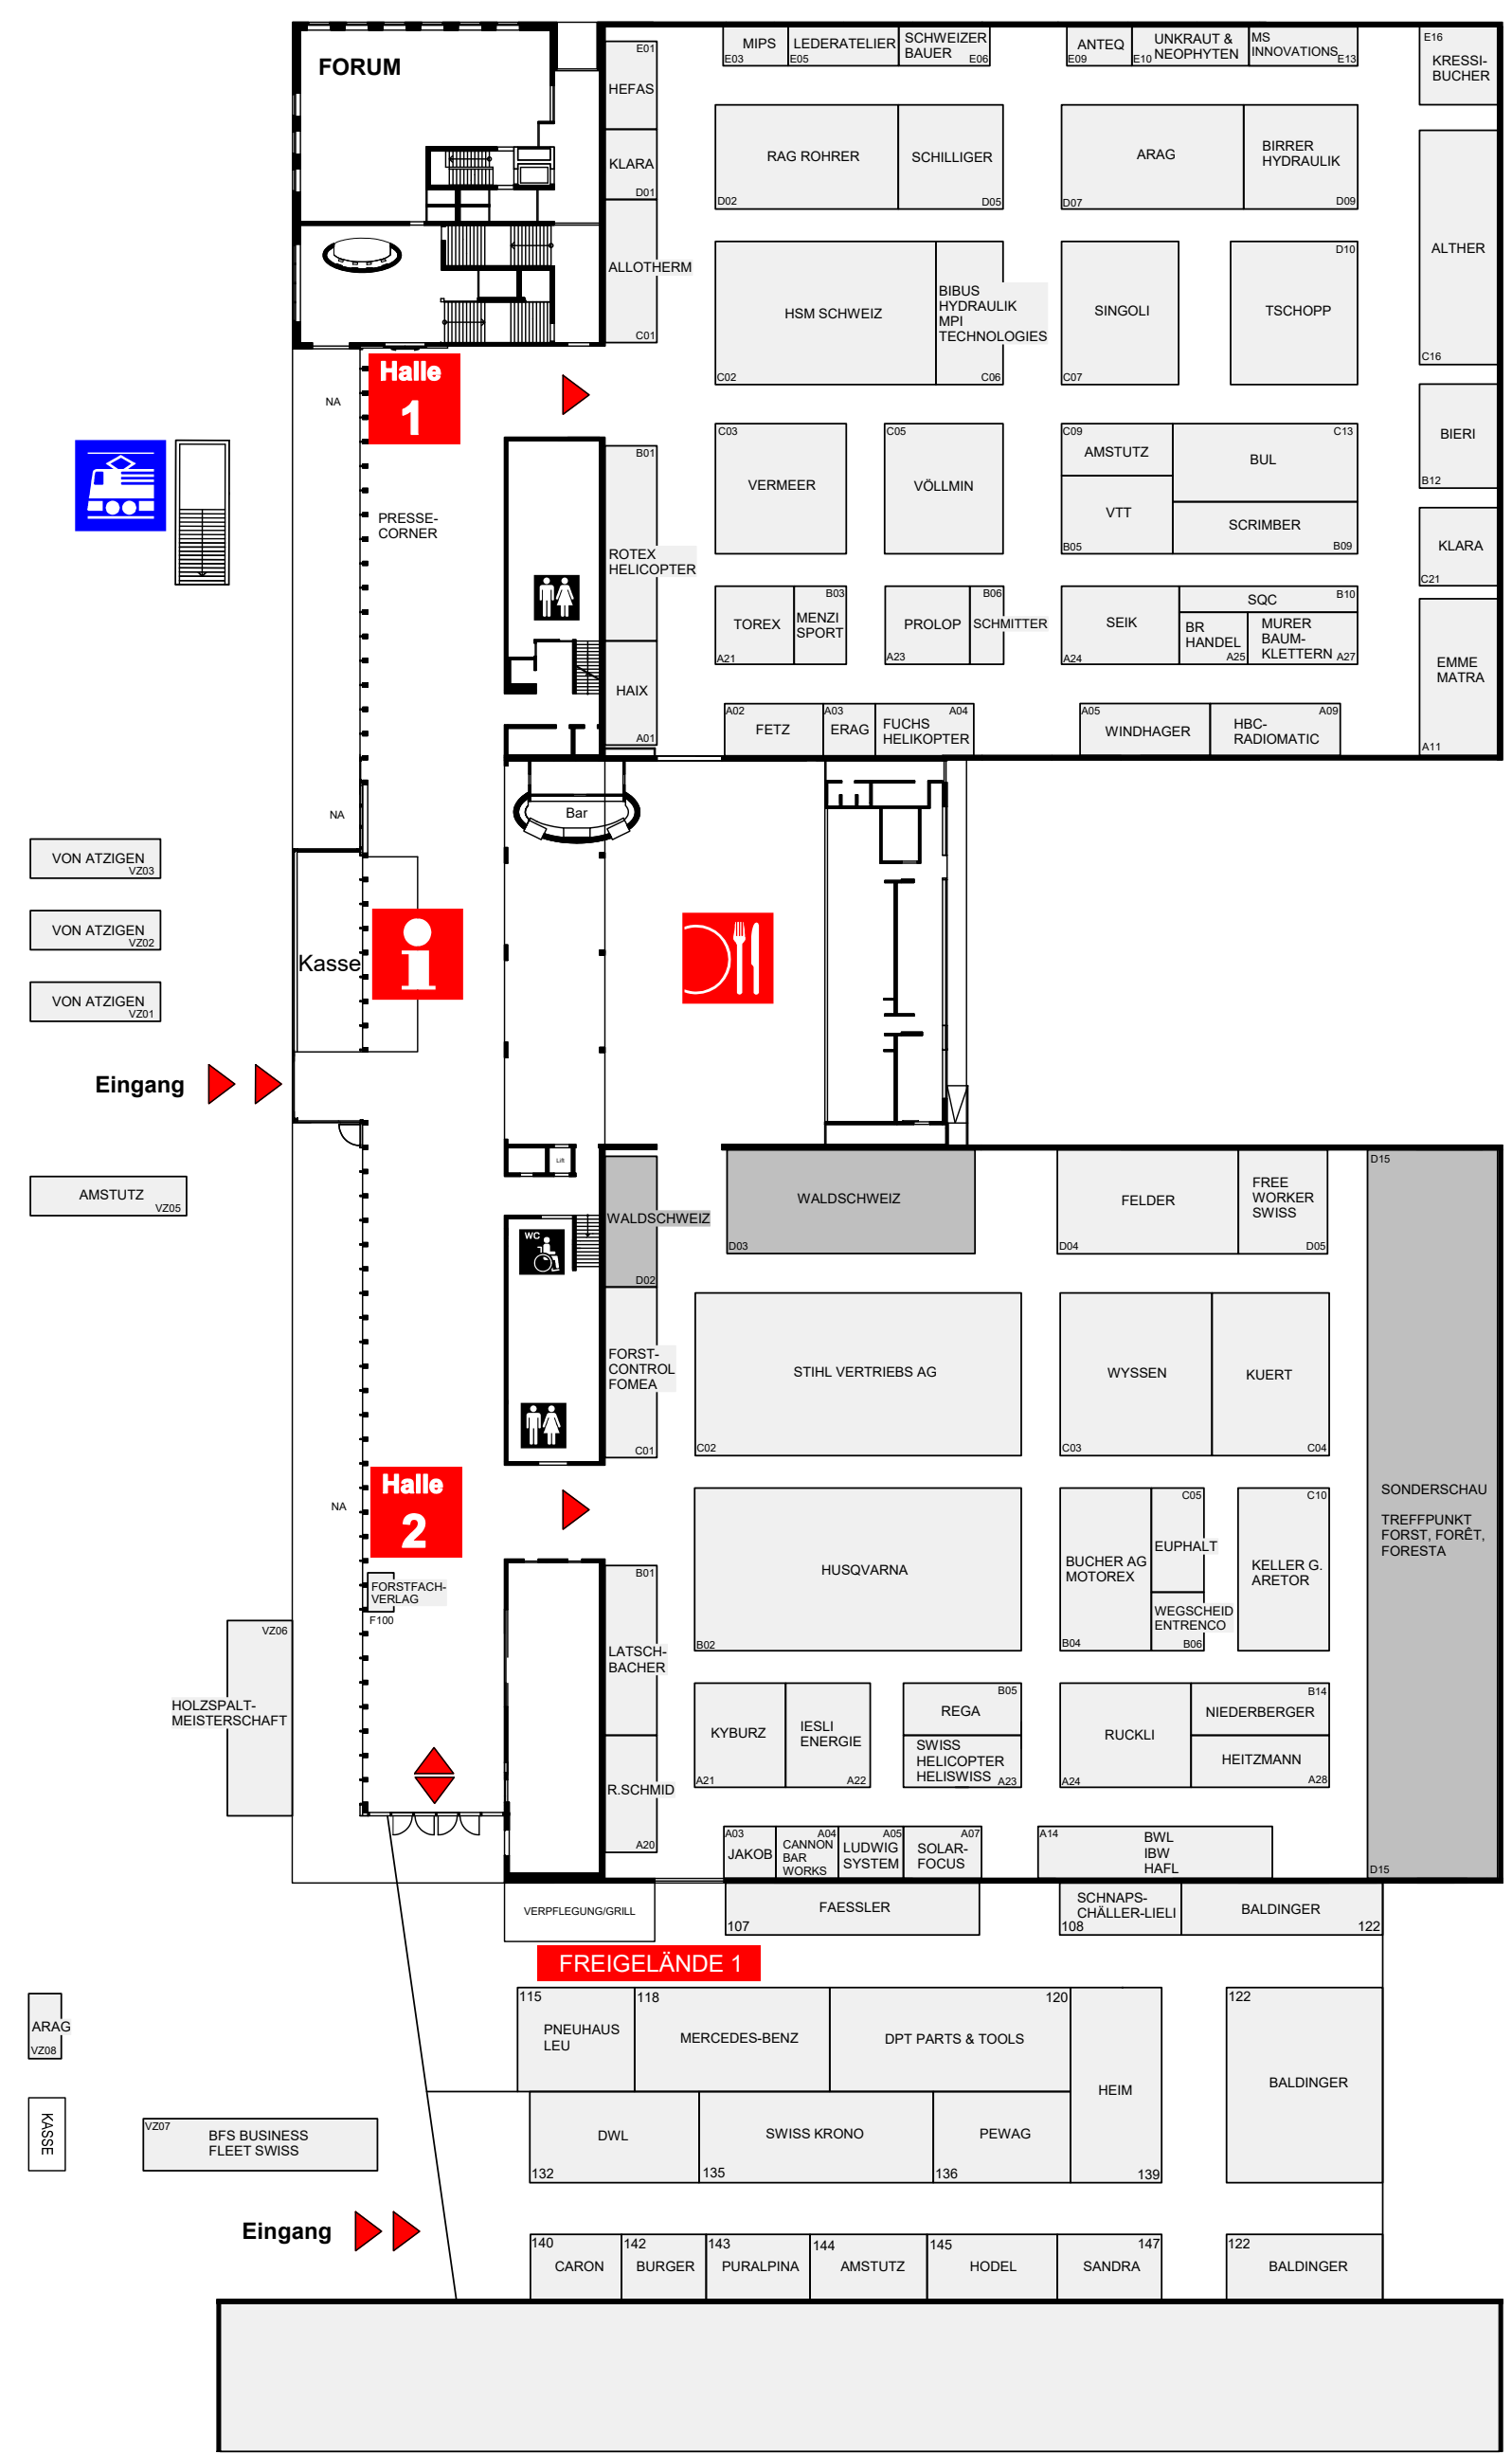 FORUM
E01
HEFAS
KLARA
D01
ALLOTHERM
C01
MIPS
E03
LEDERATELIER
E05
SCHWEIZER
BAUER
E06
ANTEQ
E09
UNKRAUT &
NEOPHYTEN
E10
MS
INNOVATIONS
E13
E16
KRESSI-
BUCHER
RAG ROHRER
D02
SCHILLIGER
D05
ARAG
D07
BIRRER
HYDRAULIK
D09
ALTHER
C16
HSM SCHWEIZ
C02
BIBUS
HYDRAULIK
MPI
TECHNOLOGIES
C06
SINGOLI
C07
D10
TSCHOPP
Halle
1
NA
PRESSE-
CORNER
B01
ROTEX
HELICOPTER
HAIX
A01
C03
VERMEER
C05
VÖLLMIN
C09
AMSTUTZ
C13
BUL
VTT
B05
SCRIMBER
B09
BIERI
B12
KLARA
C21
TOREX
A21
B03
MENZI
SPORT
PROLOP
A23
B06
SCHMITTER
SEIK
A24
SQC
B10
BR
HANDEL
A25
MURER
BAUM-
KLETTERN
A27
EMME
MATRA
A11
A02
FETZ
A03
ERAG
A04
FUCHS
HELIKOPTER
A05
WINDHAGER
A09
HBC-
RADIOMATIC
NA
Bar
VON ATZIGEN
VZ03
VON ATZIGEN
VZ02
VON ATZIGEN
VZ01
Kasse
i
Eingang
AMSTUTZ
VZ05
Lift
WC
WALDSCHWEIZ
D02
WALDSCHWEIZ
D03
FELDER
D04
FREE
WORKER
SWISS
D05
D15
FORST-
CONTROL
FOMEA
C01
STIHL VERTRIEBS AG
C02
WYSSEN
C03
KUERT
C04
SONDERSCHAU
TREFFPUNKT
FORST, FORÊT,
FORESTA
D15
Halle
2
NA
FORSTFACH-
VERLAG
F100
VZ06
HOLZSPALT-
MEISTERSCHAFT
B01
LATSCH-
BACHER
R.SCHMID
A20
HUSQVARNA
B02
BUCHER AG
MOTOREX
B04
C05
EUPHALT
WEGSCHEID
ENTRENCO
B06
C10
KELLER G.
ARETOR
KYBURZ
A21
IESLI
ENERGIE
A22
B05
REGA
SWISS
HELICOPTER
HELISWISS
A23
RUCKLI
A24
B14
NIEDERBERGER
HEITZMANN
A28
A03
JAKOB
A04
CANNON
BAR
WORKS
A05
LUDWIG
SYSTEM
A07
SOLAR-
FOCUS
A14
BWL
IBW
HAFL
VERPFLEGUNG/GRILL
FAESSLER
107
SCHNAPS-
CHÄLLER-LIELI
108
BALDINGER
122
FREIGELÄNDE 1
115
PNEUHAUS
LEU
118
MERCEDES-BENZ
120
DPT PARTS & TOOLS
HEIM
139
122
BALDINGER
DWL
132
SWISS KRONO
135
PEWAG
136
ARAG
VZ08
KASSE
VZ07
BFS BUSINESS
FLEET SWISS
Eingang
140
CARON
142
BURGER
143
PURALPINA
144
AMSTUTZ
145
HODEL
147
SANDRA
122
BALDINGER